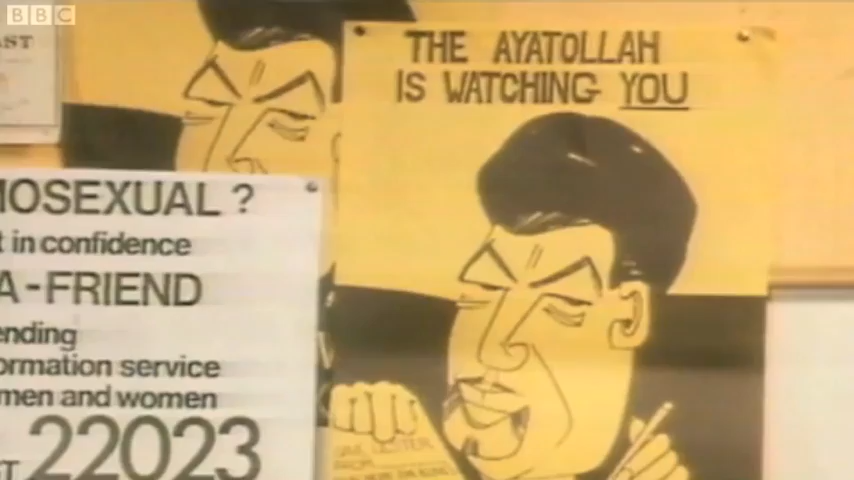 BBC
AST
THE AYATOLLAH
IS WATCHING YOU
MOSEXUAL ?
t in confidence
A-FRIEND
ending
ormation service
men and women
22023